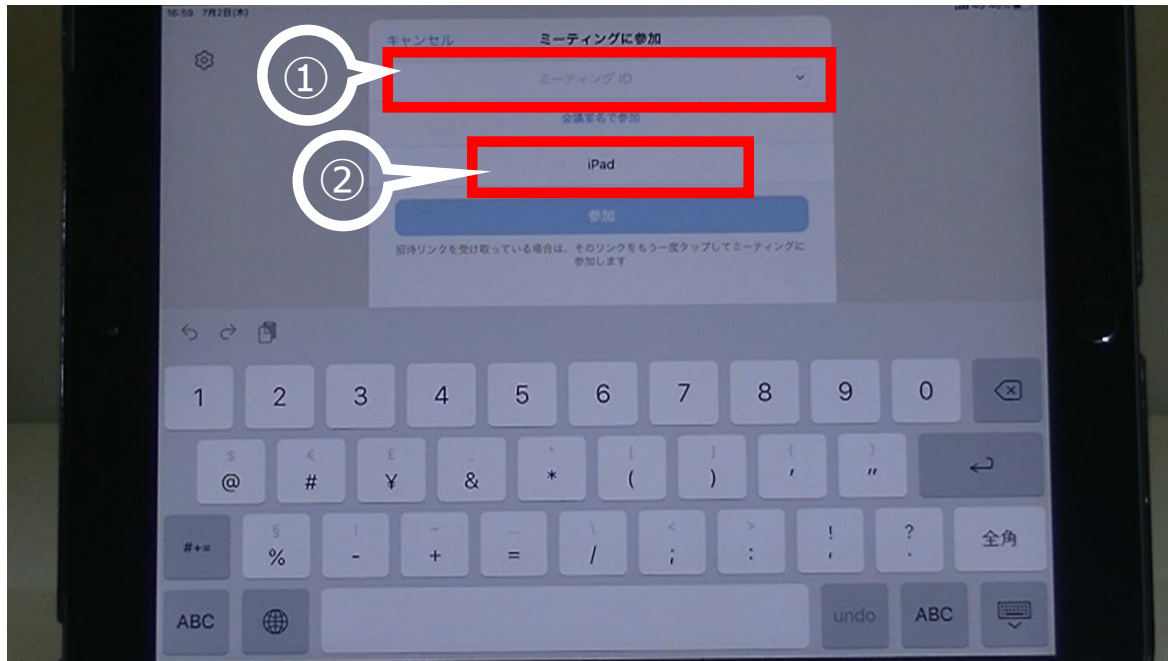 16:59 7月2日(木)
キャンセル ミーティングに参加
① ミーティング ID
会議室名で参加
② iPad
参加
招待リンクを受け取っている場合は、そのリンクをもう一度タップしてミーティングに
参加します
1 2 3 4 5 6 7 8 9 0
$ € £ _ ^ [ ] { }
@ # ¥ & * ( ) ' "
§ | ~ … \ < > ! ?
#+= % - + = / ; : , . 全角
ABC undo ABC